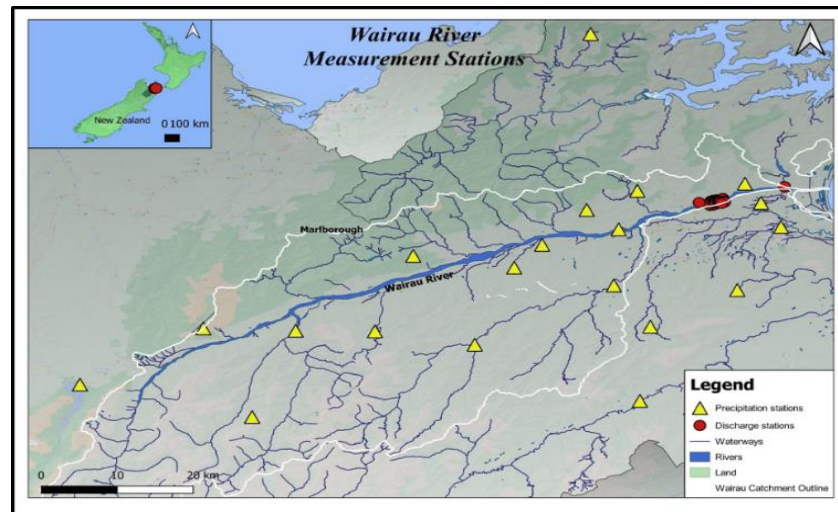 Wairau River
Measurement Stations
New Zealand
0 100 km
Marlborough
Wairau River
Legend
Precipitation stations
Discharge stations
Waterways
Rivers
Land
Wairau Catchment Outline
0 10 20 km